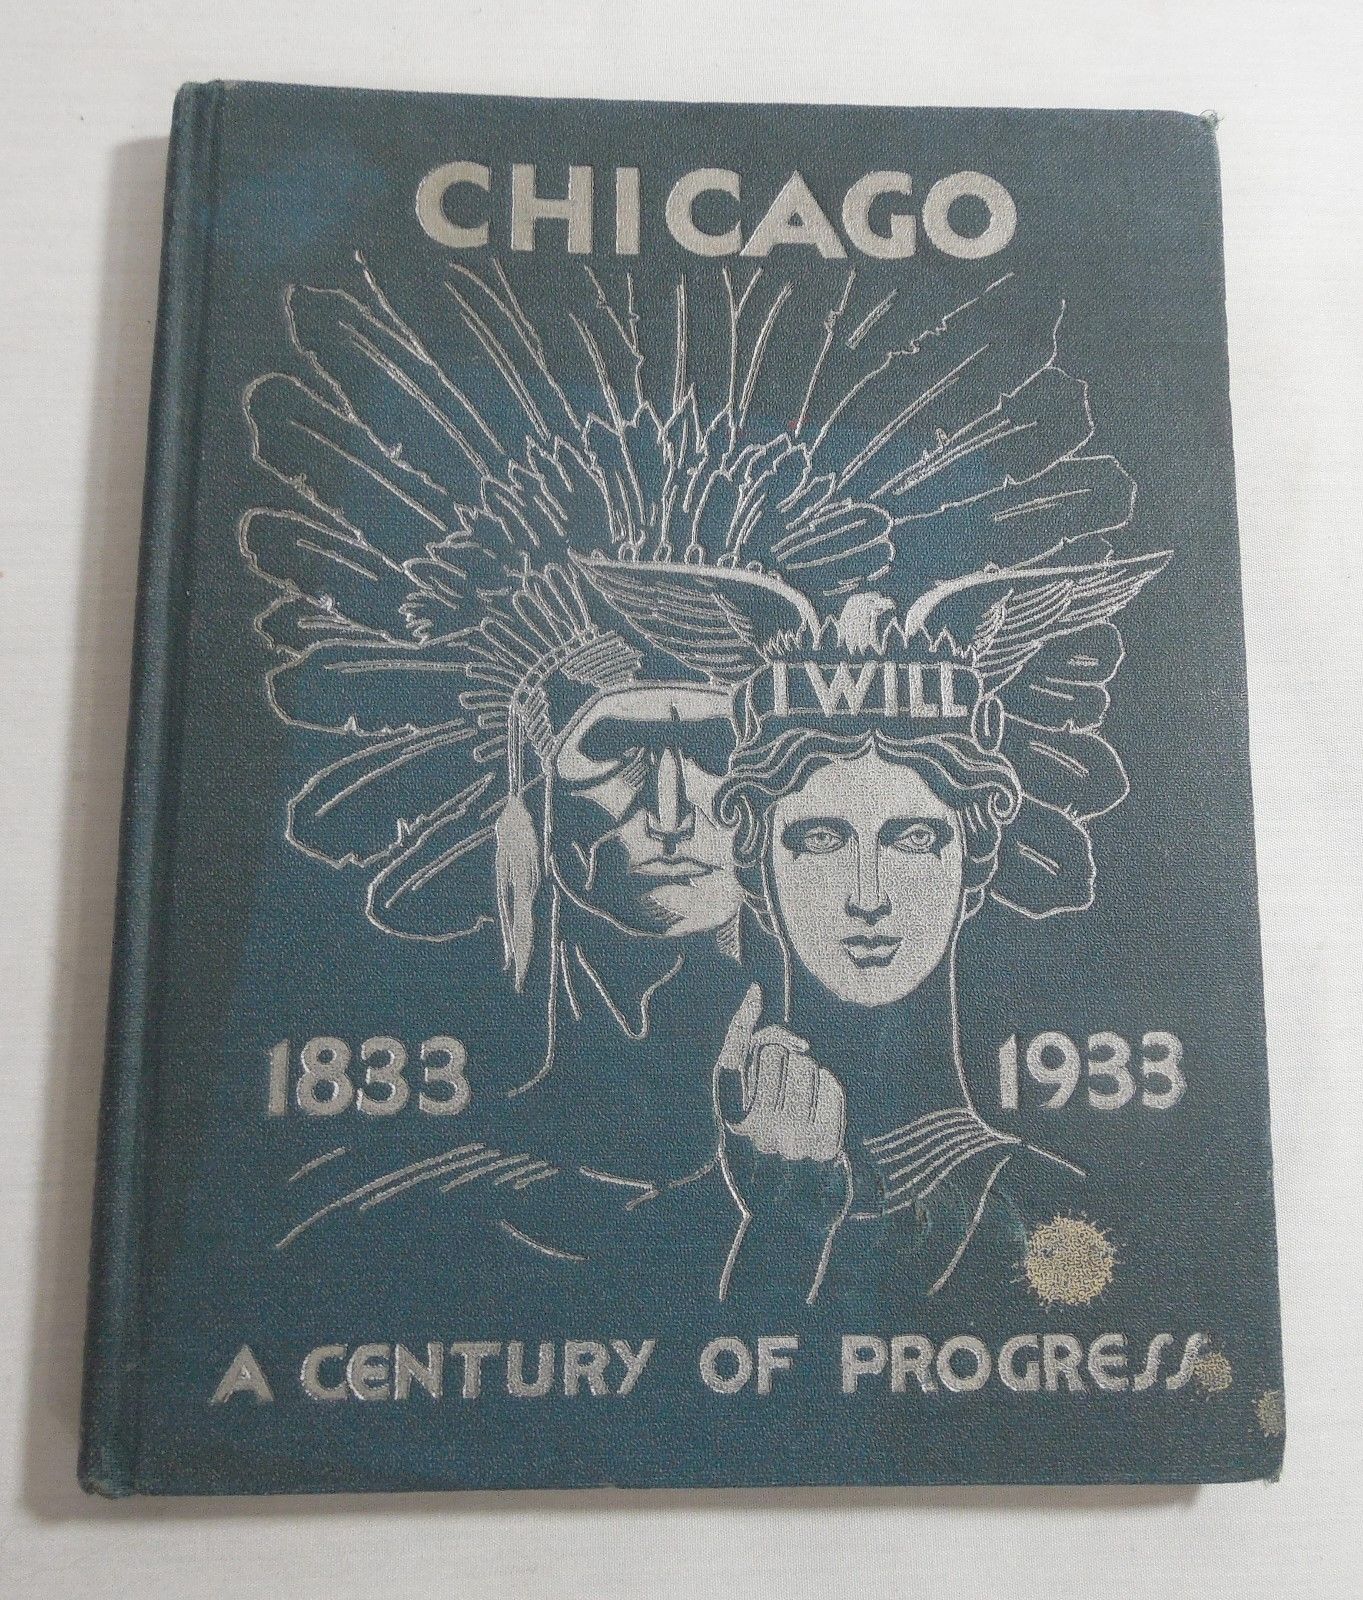 CHICAGO
I WILL
1833 1933
A CENTURY OF PROGRESS